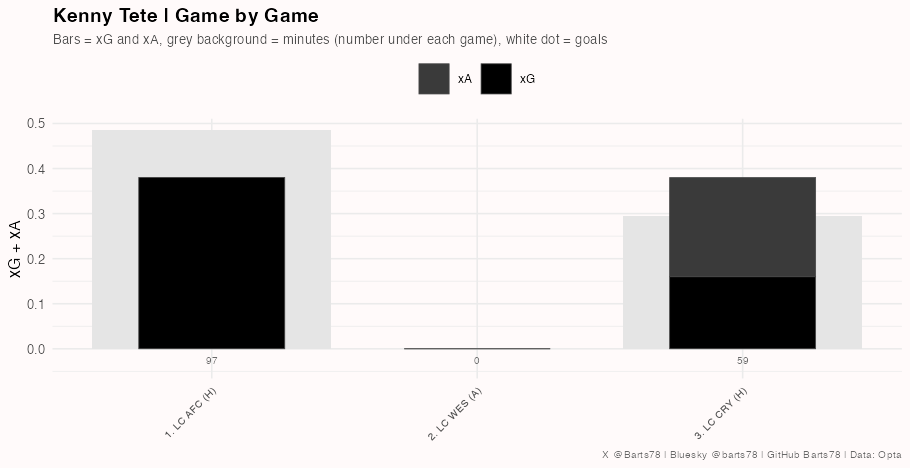 Kenny Tete | Game by Game
Bars = xG and xA, grey background = minutes (number under each game), white dot = goals
xA xG
xG + xA
0.5
0.4
0.3
0.2
0.1
0.0
97 0 59
1. LC AFC (H) 2. LC WES (A) 3. LC CRY (H)
X @Barts78 | Bluesky @barts78 | GitHub Barts78 | Data: Opta